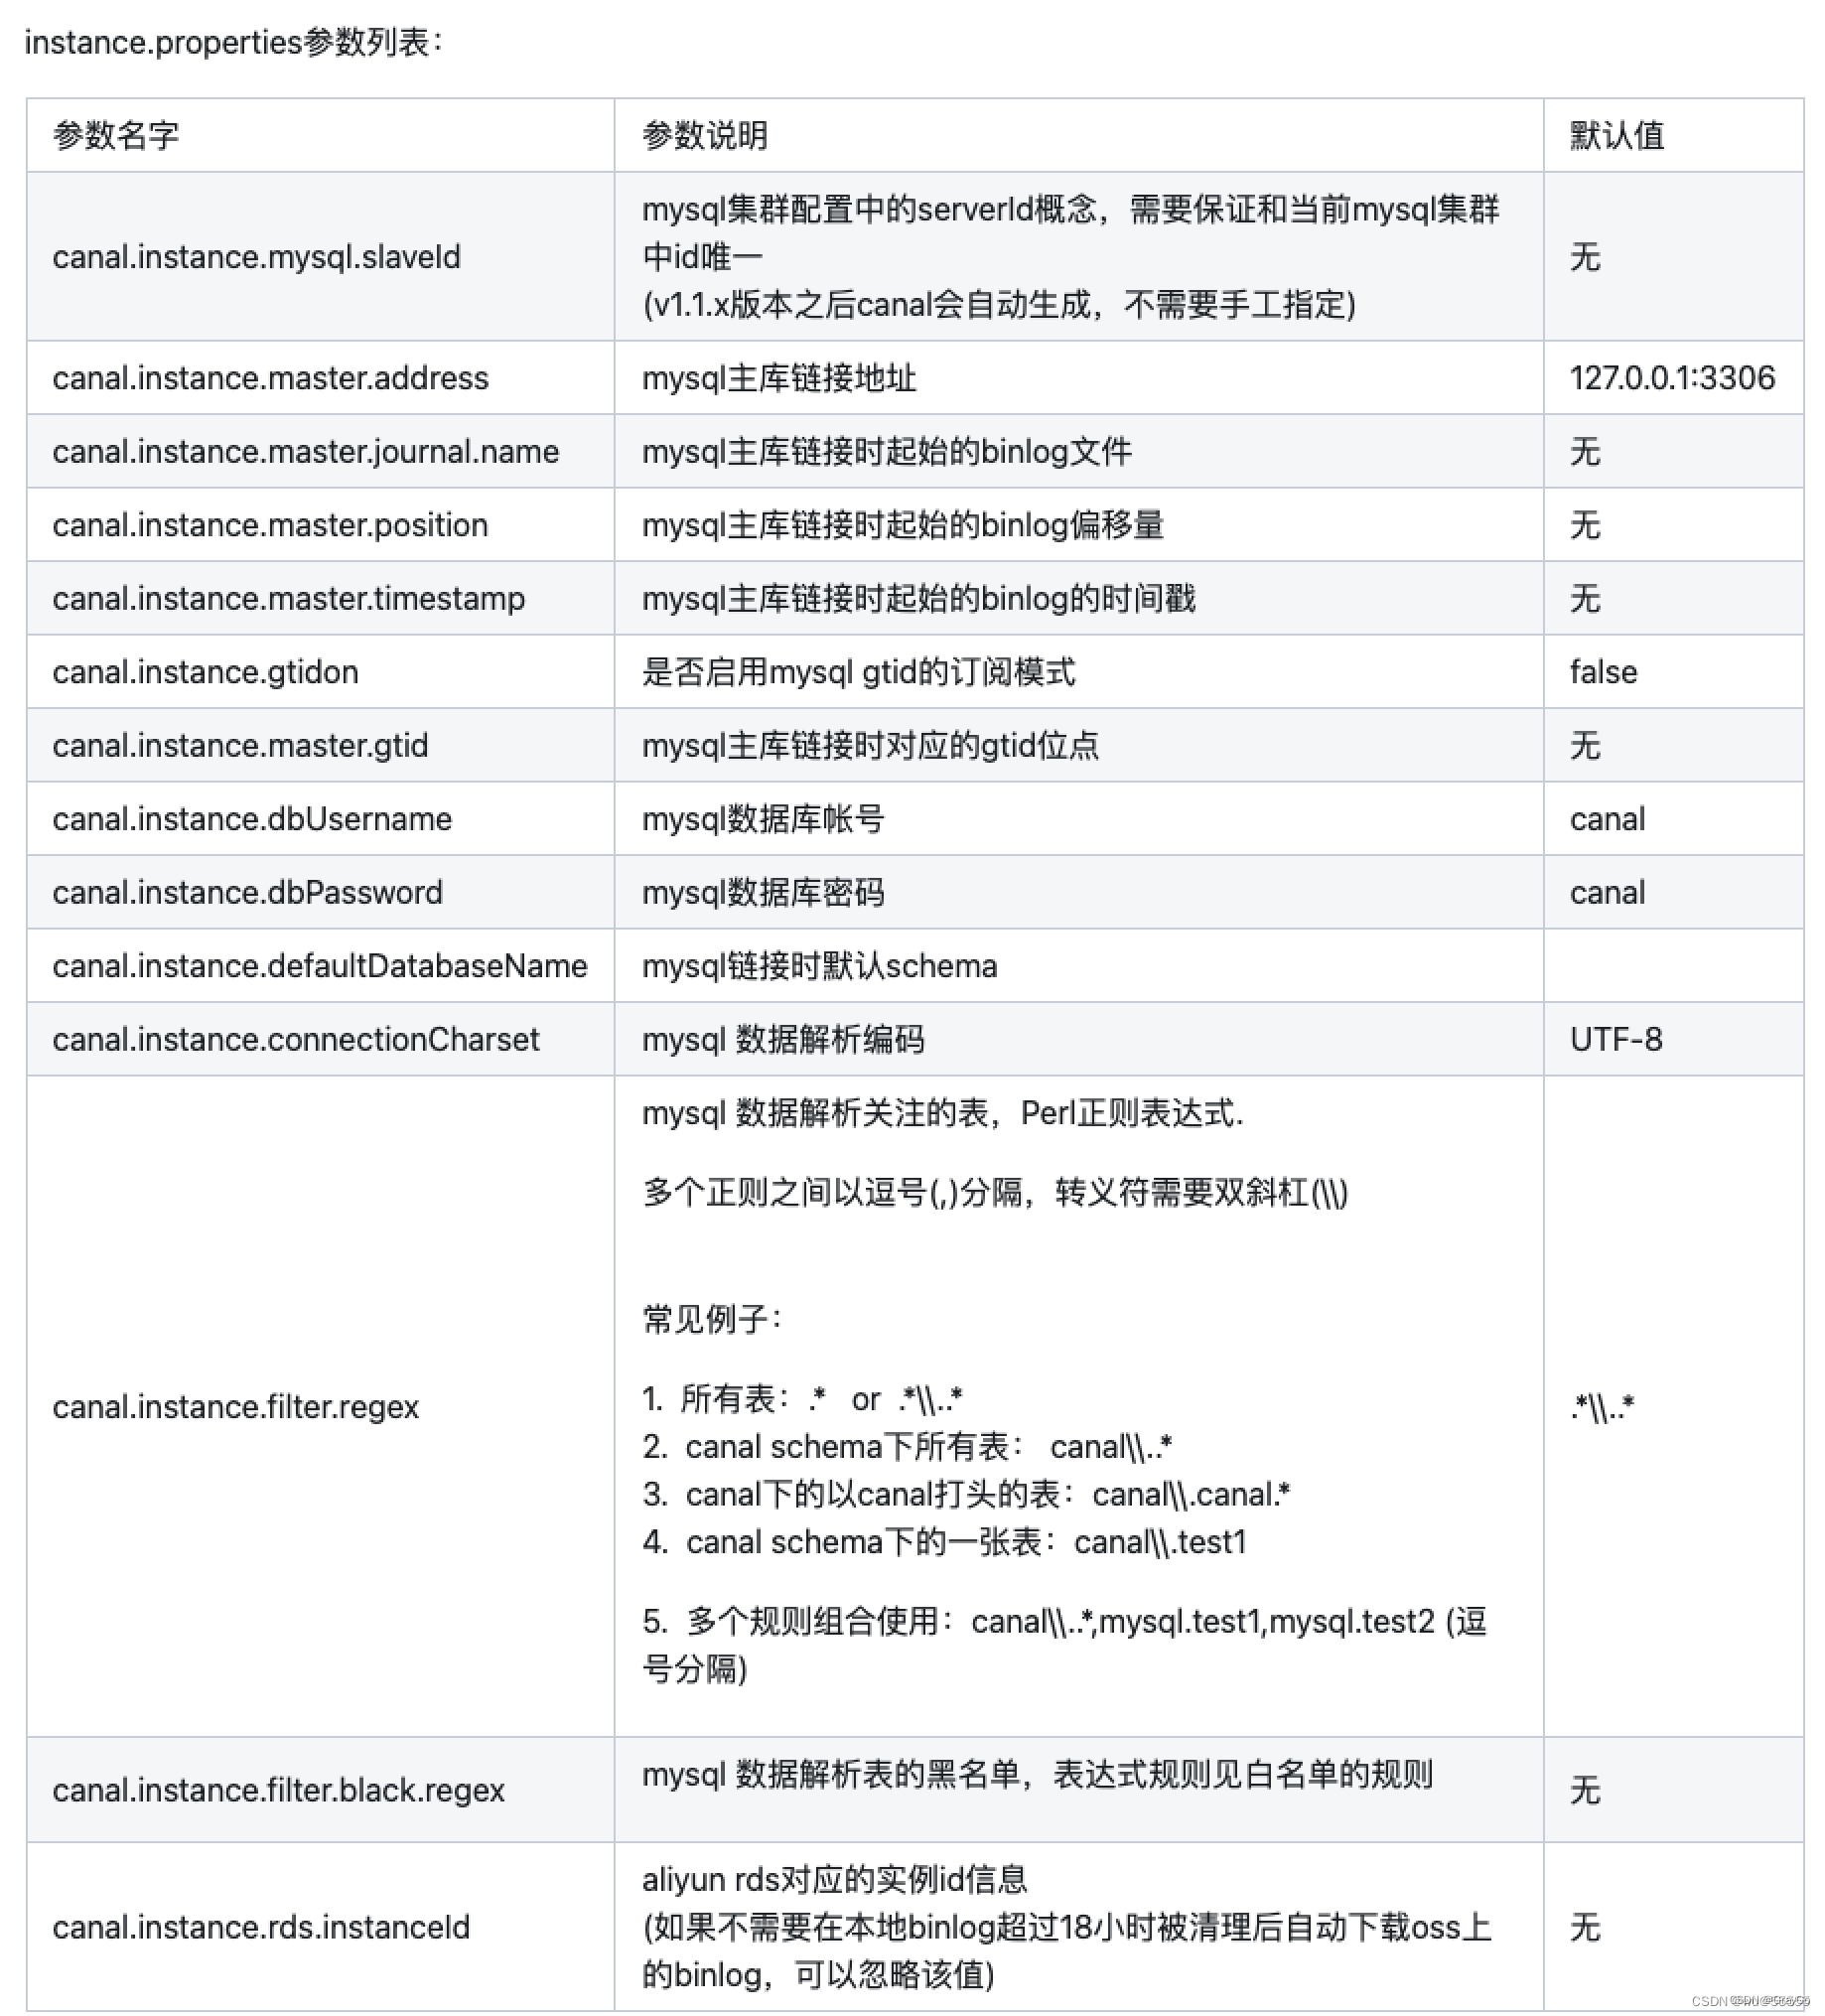 instance.properties参数列表：
参数名字 参数说明 默认值
canal.instance.mysql.slaveId mysql集群配置中的serverId概念，需要保证和当前mysql集群
中id唯一
(v1.1.x版本之后canal会自动生成，不需要手工指定) 无
canal.instance.master.address mysql主库链接地址 127.0.0.1:3306
canal.instance.master.journal.name mysql主库链接时起始的binlog文件 无
canal.instance.master.position mysql主库链接时起始的binlog偏移量 无
canal.instance.master.timestamp mysql主库链接时起始的binlog的时间戳 无
canal.instance.gtidon 是否启用mysql gtid的订阅模式 false
canal.instance.master.gtid mysql主库链接时对应的gtid位点 无
canal.instance.dbUsername mysql数据库帐号 canal
canal.instance.dbPassword mysql数据库密码 canal
canal.instance.defaultDatabaseName mysql链接时默认schema
canal.instance.connectionCharset mysql 数据解析编码 UTF-8
canal.instance.filter.regex mysql 数据解析关注的表，Perl正则表达式.
多个正则之间以逗号(,)分隔，转义符需要双斜杠(\\)
常见例子：
1. 所有表：.* or .*\\..*
2. canal schema下所有表： canal\\..*
3. canal下的以canal打头的表：canal\\.canal.*
4. canal schema下的一张表：canal\\.test1
5. 多个规则组合使用：canal\\..*,mysql.test1,mysql.test2 (逗
号分隔) .*\\..*
canal.instance.filter.black.regex mysql 数据解析表的黑名单，表达式规则见白名单的规则 无
canal.instance.rds.instanceId aliyun rds对应的实例id信息
(如果不需要在本地binlog超过18小时被清理后自动下载oss上
的binlog，可以忽略该值) 无
CSDN